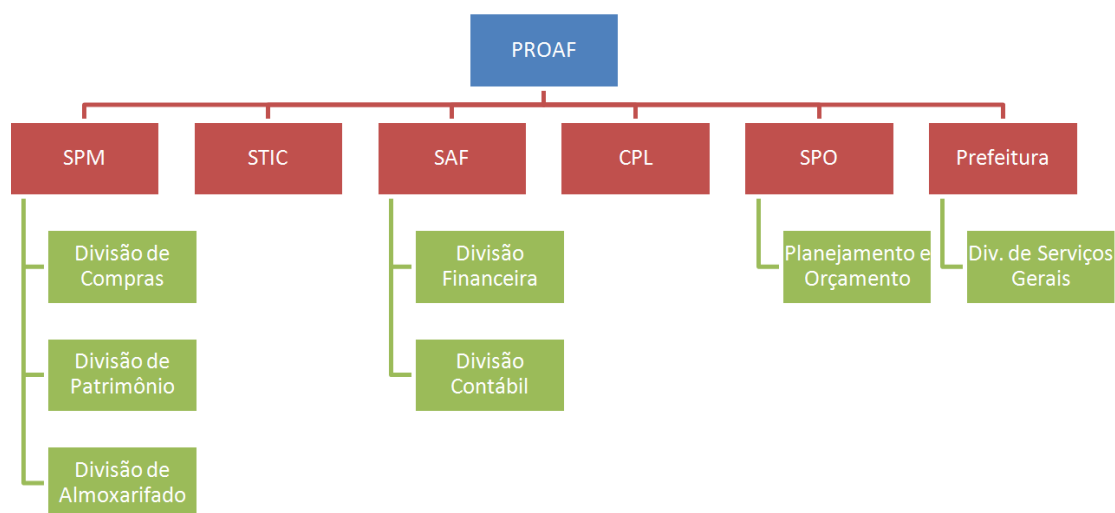 PROAF
SPM
STIC
SAF
CPL
SPO
Prefeitura
Divisão de
Compras
Divisão de
Patrimônio
Divisão de
Almoxarifado
Divisão
Financeira
Divisão
Contábil
Planejamento e
Orçamento
Div. de Serviços
Gerais